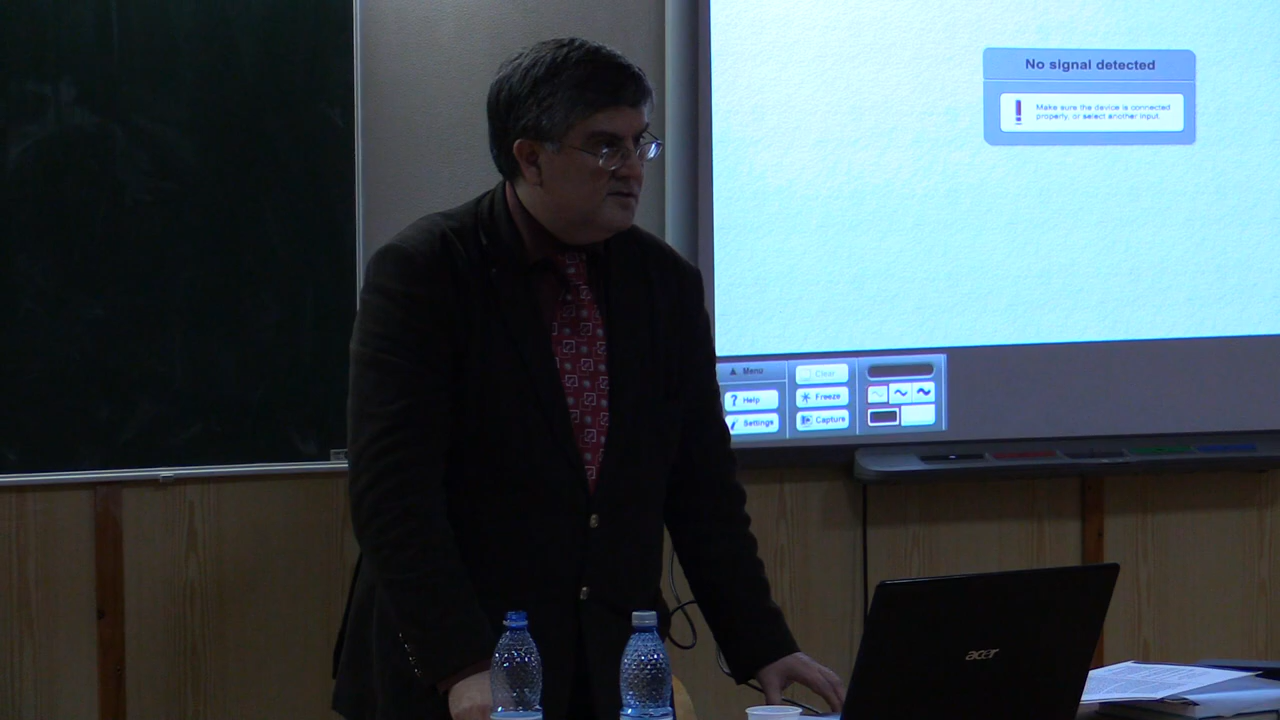 No signal detected
Make sure the device is connected
properly, or select another input.
Menu
Clear
Help
Freeze
Settings
Capture
acer